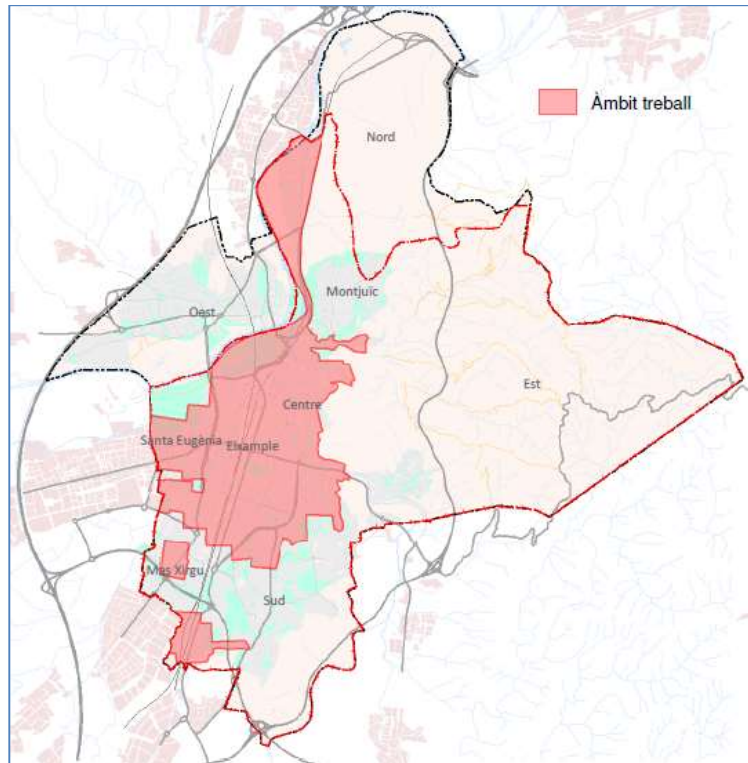 Àmbit treball
Nord
Montjuïc
Oest
Est
Centre
Santa Eugènia
Eixample
Mas Xirgu
Sud